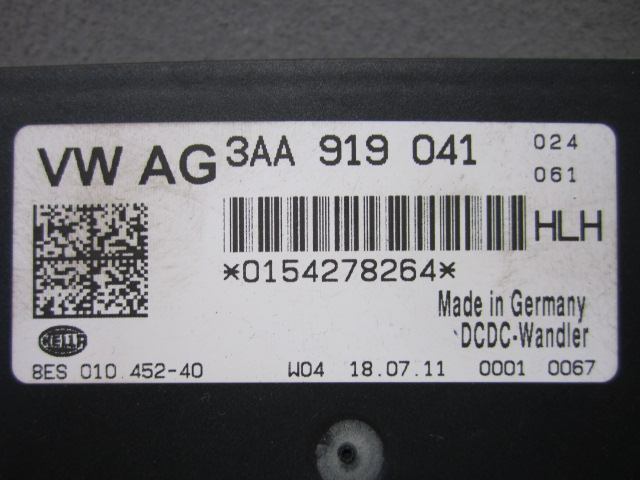 VW AG 3AA 919 041 024
061
HLH
*0154278264*
Made in Germany
DCDC-Wandler
HELLA
8ES 010.452-40 W04 18.07.11 0001 0067